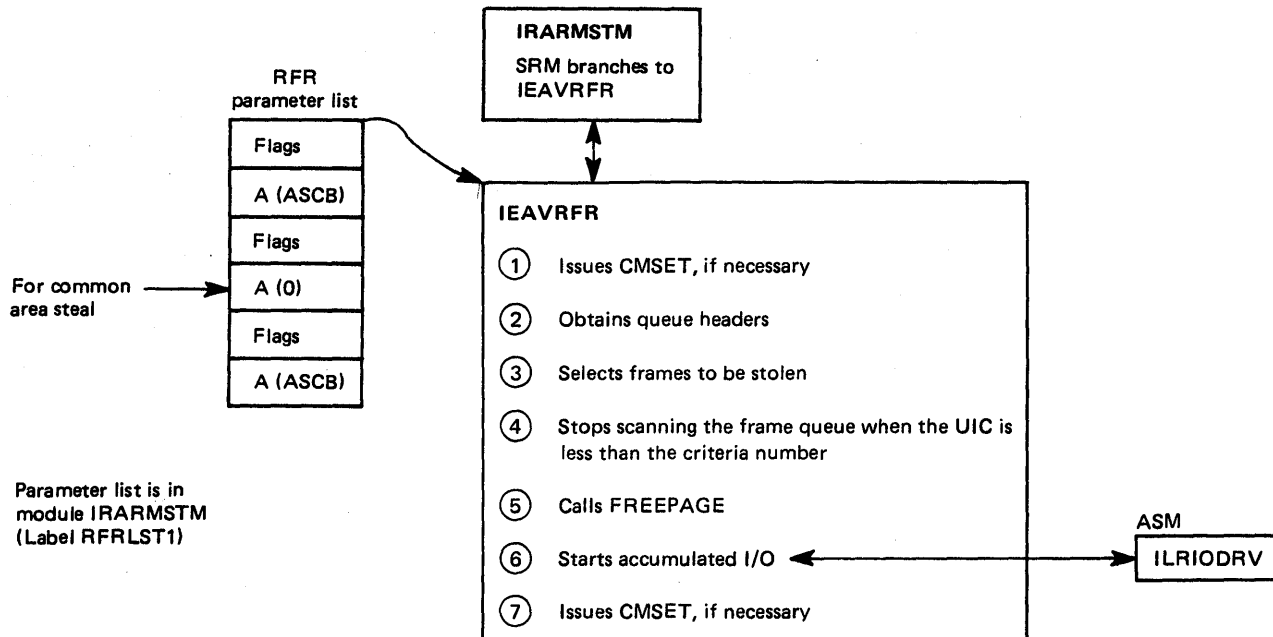 IRARMSTM
SRM branches to
IEAVRFR
RFR
parameter list
Flags
A (ASCB)
Flags
For common
area steal
A (0)
Flags
A (ASCB)
Parameter list is in
module IRARMSTM
(Label RFRLST1)
IEAVRFR
1 Issues CMSET, if necessary
2 Obtains queue headers
3 Selects frames to be stolen
4 Stops scanning the frame queue when the UIC is
less than the criteria number
5 Calls FREEPAGE
6 Starts accumulated I/O
7 Issues CMSET, if necessary
ASM
ILRIODRV